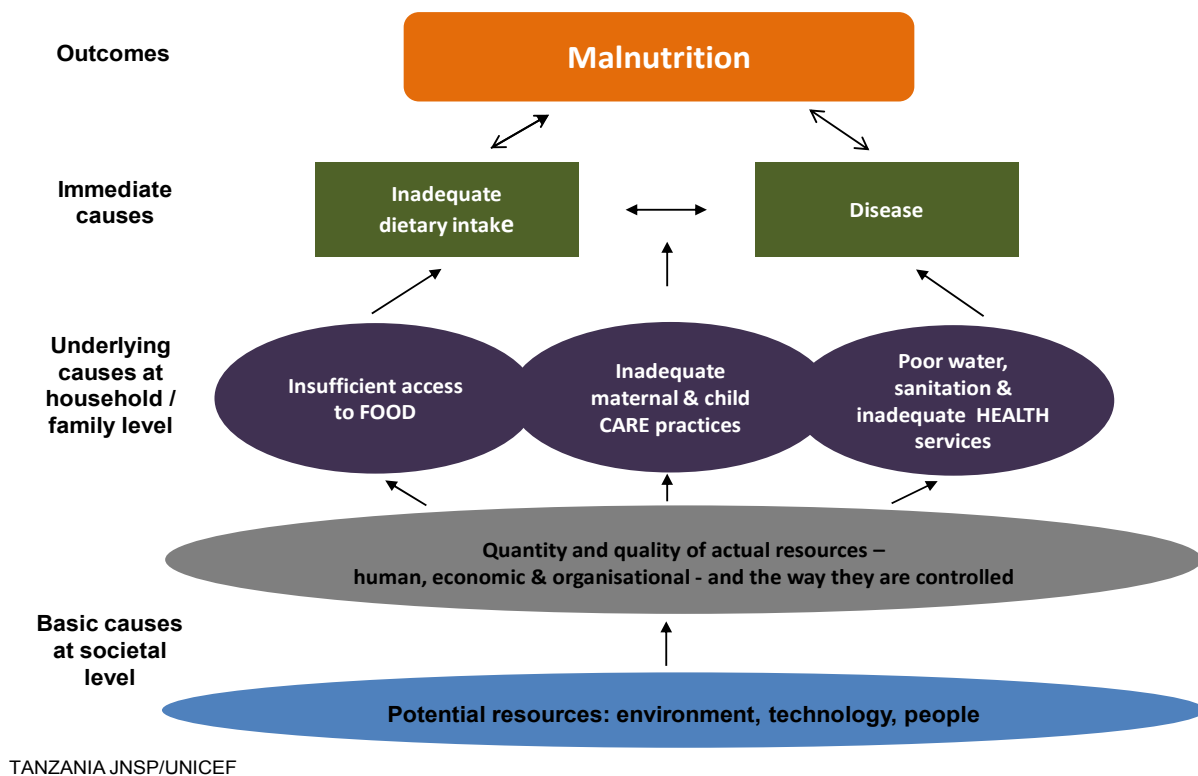 Outcomes
Malnutrition
Immediate
causes
Inadequate
dietary intake
Disease
Underlying
causes at
household /
family level
Insufficient access
to FOOD
Inadequate
maternal & child
CARE practices
Poor water,
sanitation &
inadequate HEALTH
services
Quantity and quality of actual resources –
human, economic & organisational - and the way they are controlled
Basic causes
at societal
level
Potential resources: environment, technology, people
TANZANIA JNSP/UNICEF